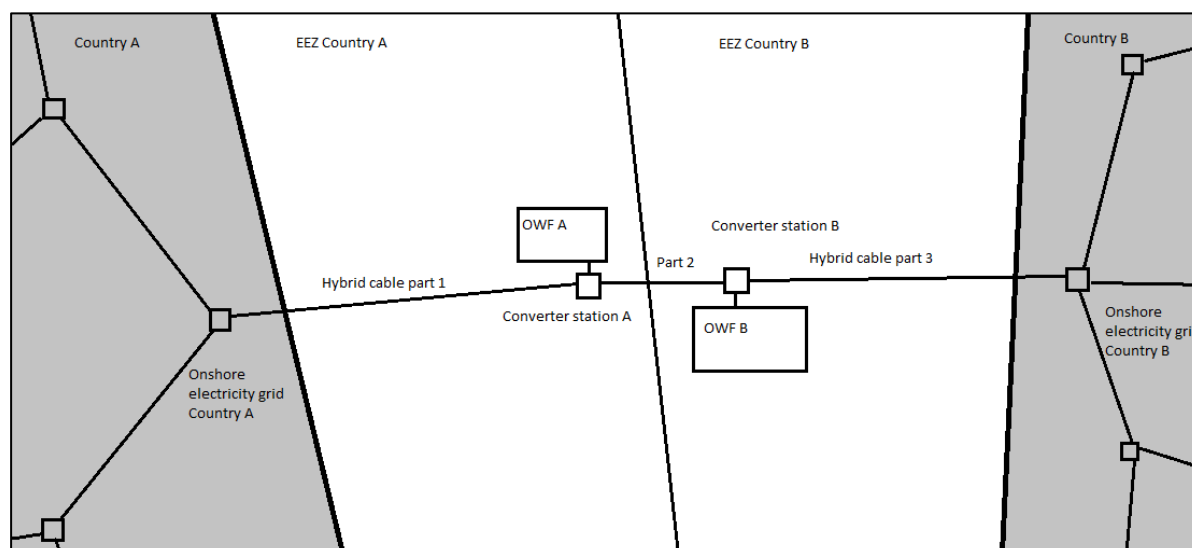 Country A
EEZ Country A
EEZ Country B
Country B
OWF A
Converter station B
Part 2
Hybrid cable part 3
Hybrid cable part 1
Converter station A
OWF B
Onshore
electricity grid
Country A
Onshore
electricity gri
Country B